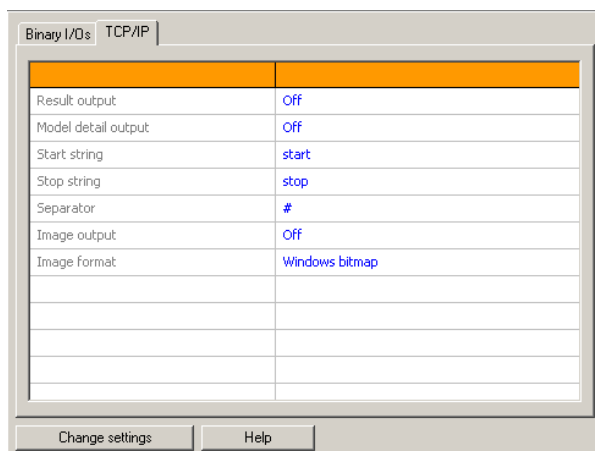 Binary I/Os TCP/IP
Result output Off
Model detail output Off
Start string start
Stop string stop
Separator #
Image output Off
Image format Windows bitmap
Change settings Help